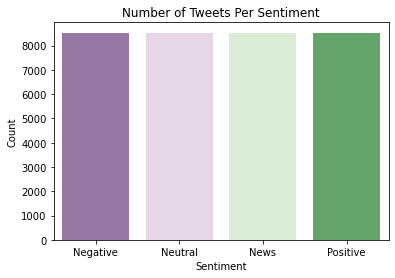 Number of Tweets Per Sentiment
8000
7000
6000
5000
4000
3000
2000
1000
0
Count
Negative Neutral News Positive
Sentiment